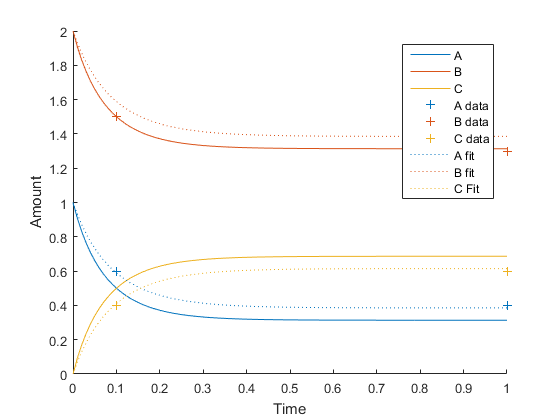 2
1.8
1.6
1.4
1.2
1
0.8
0.6
0.4
0.2
0
Amount
A
B
C
A data
B data
C data
A fit
B fit
C Fit
0 0.1 0.2 0.3 0.4 0.5 0.6 0.7 0.8 0.9 1
Time